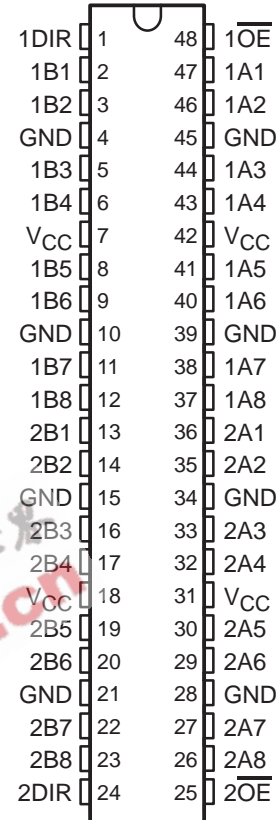 1DIR 1 48 1O̅E̅
1B1 2 47 1A1
1B2 3 46 1A2
GND 4 45 GND
1B3 5 44 1A3
1B4 6 43 1A4
VCC 7 42 VCC
1B5 8 41 1A5
1B6 9 40 1A6
GND 10 39 GND
1B7 11 38 1A7
1B8 12 37 1A8
2B1 13 36 2A1
2B2 14 35 2A2
GND 15 34 GND
2B3 16 33 2A3
2B4 17 32 2A4
VCC 18 31 VCC
2B5 19 30 2A5
2B6 20 29 2A6
GND 21 28 GND
2B7 22 27 2A7
2B8 23 26 2A8
2DIR 24 25 2O̅E̅